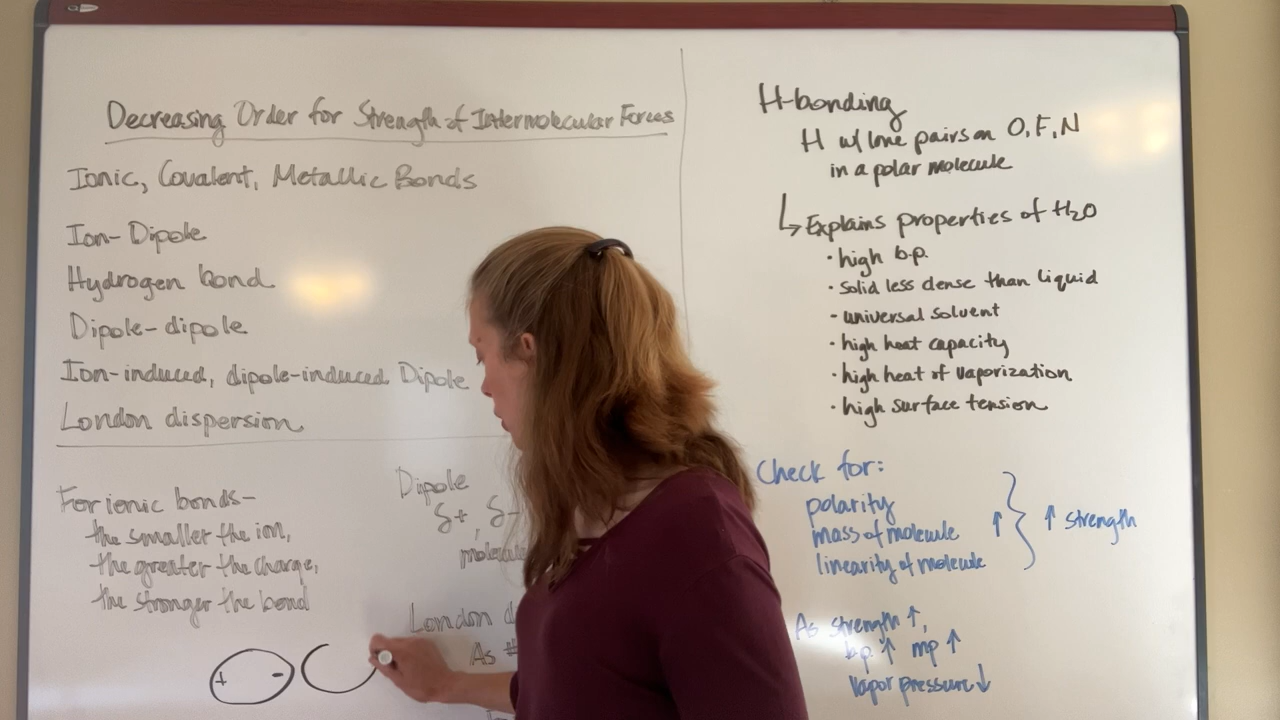 Decreasing Order for Strength of Intermolecular Forces
Ionic, Covalent, Metallic Bonds
Ion-Dipole
Hydrogen bond
Dipole-dipole
Ion-induced, dipole-induced Dipole
London dispersion
For ionic bonds-
the smaller the ion,
the greater the charge,
the stronger the bond
+ -
Dipole
δ+, δ-
London
As #
H-bonding
H w/ lone pairs on O, F, N
in a polar molecule
↳ Explains properties of H₂O
• high b.p.
• solid less dense than liquid
- universal solvent
• high heat capacity
• high heat of vaporization
• high surface tension
Check for:
polarity
mass of molecule ↑ } ↑ strength
linearity of molecule
As strength ↑,
bp ↑ mp ↑
vapor pressure ↓